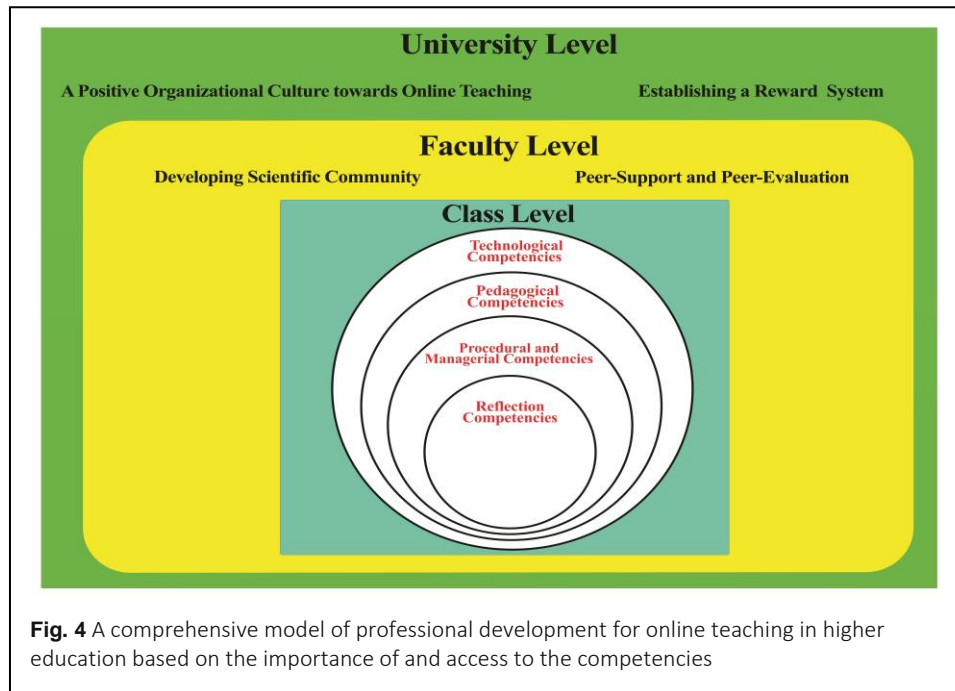 University Level
A Positive Organizational Culture towards Online Teaching
Establishing a Reward System
Faculty Level
Developing Scientific Community
Peer-Support and Peer-Evaluation
Class Level
Technological
Competencies
Pedagogical
Competencies
Procedural and
Managerial Competencies
Reflection
Competencies
Fig. 4 A comprehensive model of professional development for online teaching in higher
education based on the importance of and access to the competencies